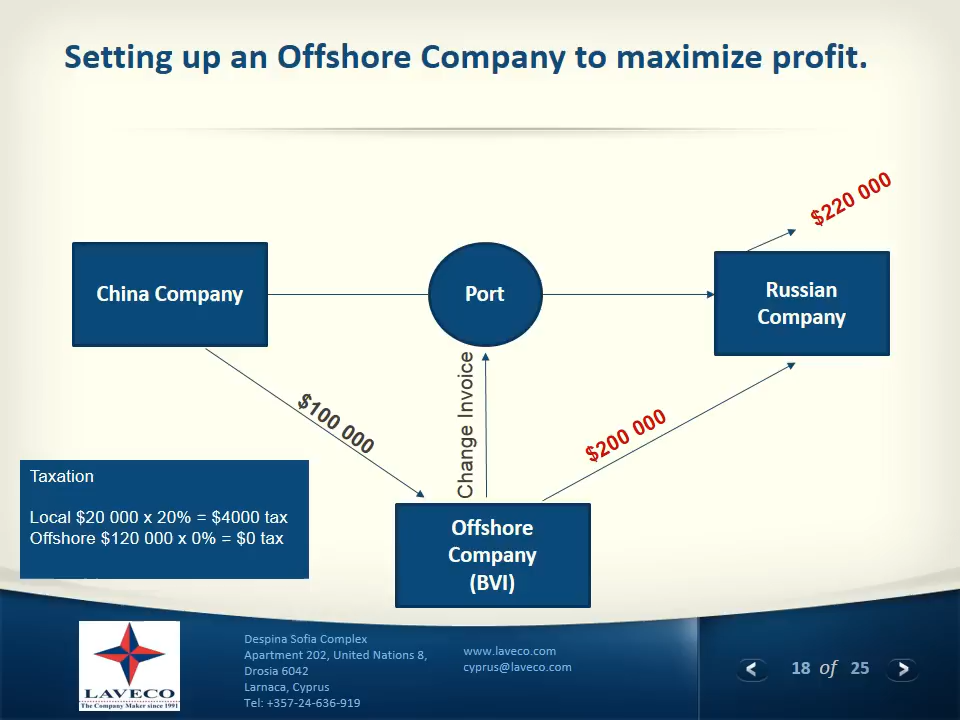 Setting up an Offshore Company to maximize profit.
$220 000
China Company
Port
Russian
Company
$100 000
Change Invoice
$200 000
Taxation
Local $20 000 x 20% = $4000 tax
Offshore $120 000 x 0% = $0 tax
Offshore
Company
(BVI)
LAVECO
The Company Maker since 1991
Despina Sofia Complex
Apartment 202, United Nations 8,
Drosia 6042
Larnaca, Cyprus
Tel: +357-24-636-919
www.laveco.com
cyprus@laveco.com
18 of 25